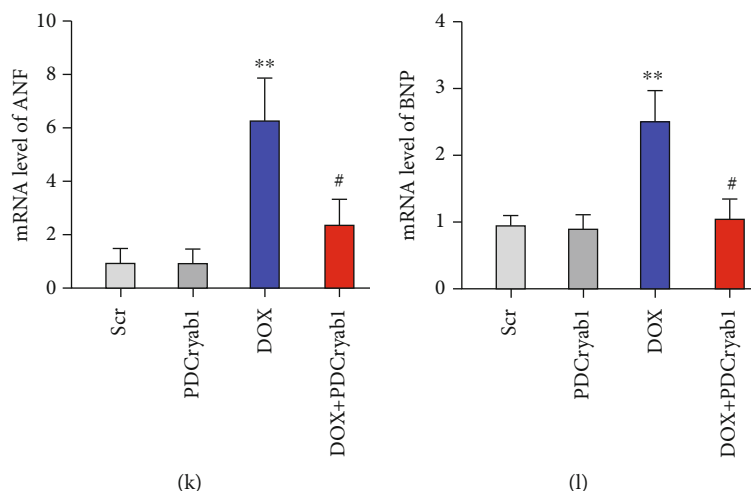 mRNA level of ANF
10
8
6
4
2
0
**
#
Scr
PDCryab1
DOX
DOX+PDCryab1
(k)
mRNA level of BNP
4
3
2
1
0
**
#
Scr
PDCryab1
DOX
DOX+PDCryab1
(l)